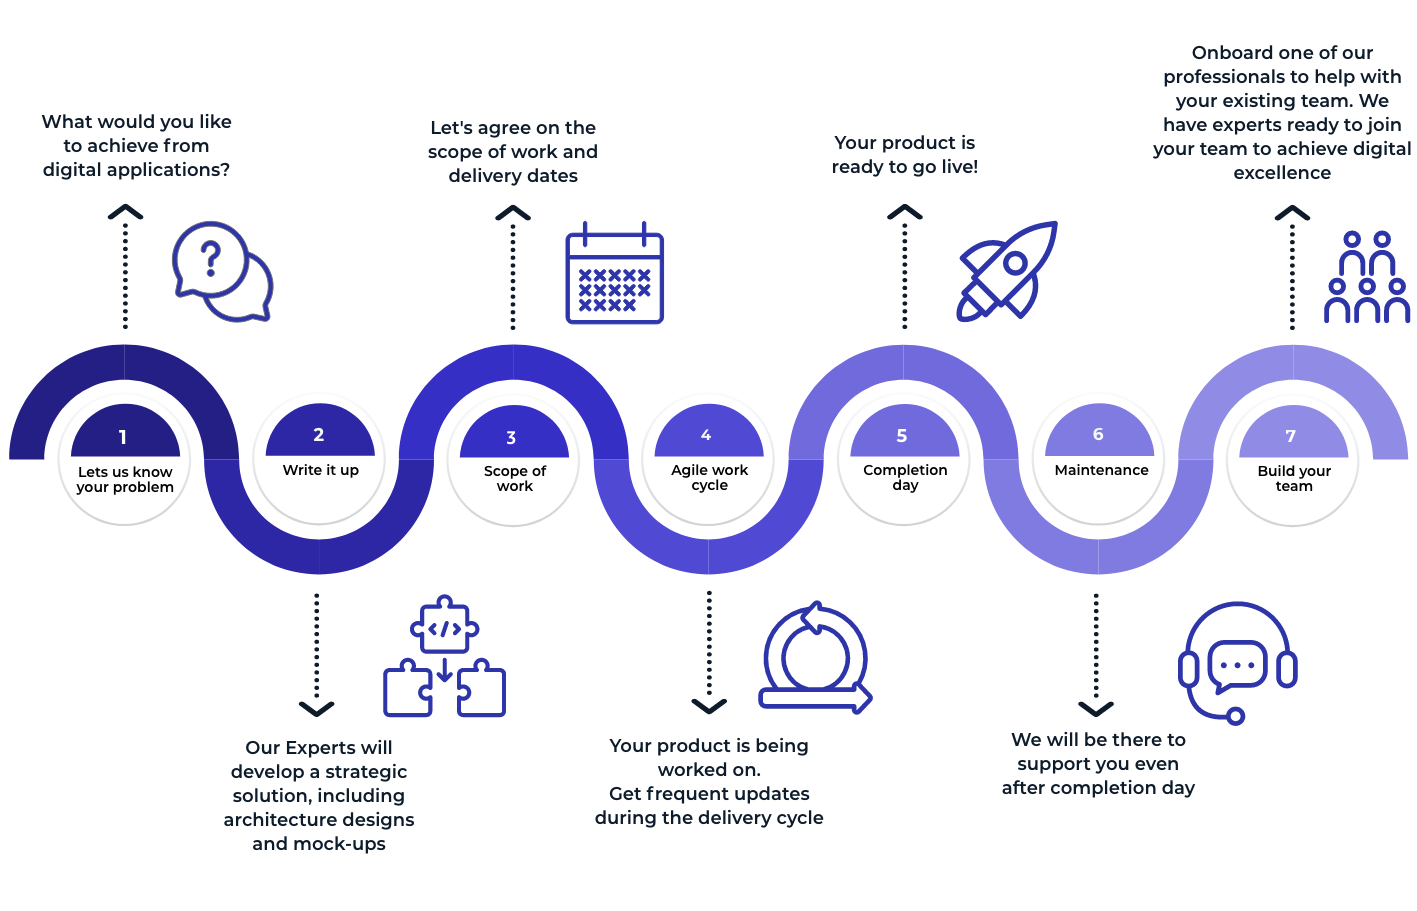 What would you like
to achieve from
digital applications?
1
Lets us know
your problem
2
Write it up
Our Experts will
develop a strategic
solution, including
architecture designs
and mock-ups
</>
Let's agree on the
scope of work and
delivery dates
3
Scope of
work
4
Agile work
cycle
Your product is being
worked on.
Get frequent updates
during the delivery cycle
Your product is
ready to go live!
5
Completion
day
6
Maintenance
We will be there to
support you even
after completion day
Onboard one of our
professionals to help with
your existing team. We
have experts ready to join
your team to achieve digital
excellence
7
Build your
team
?